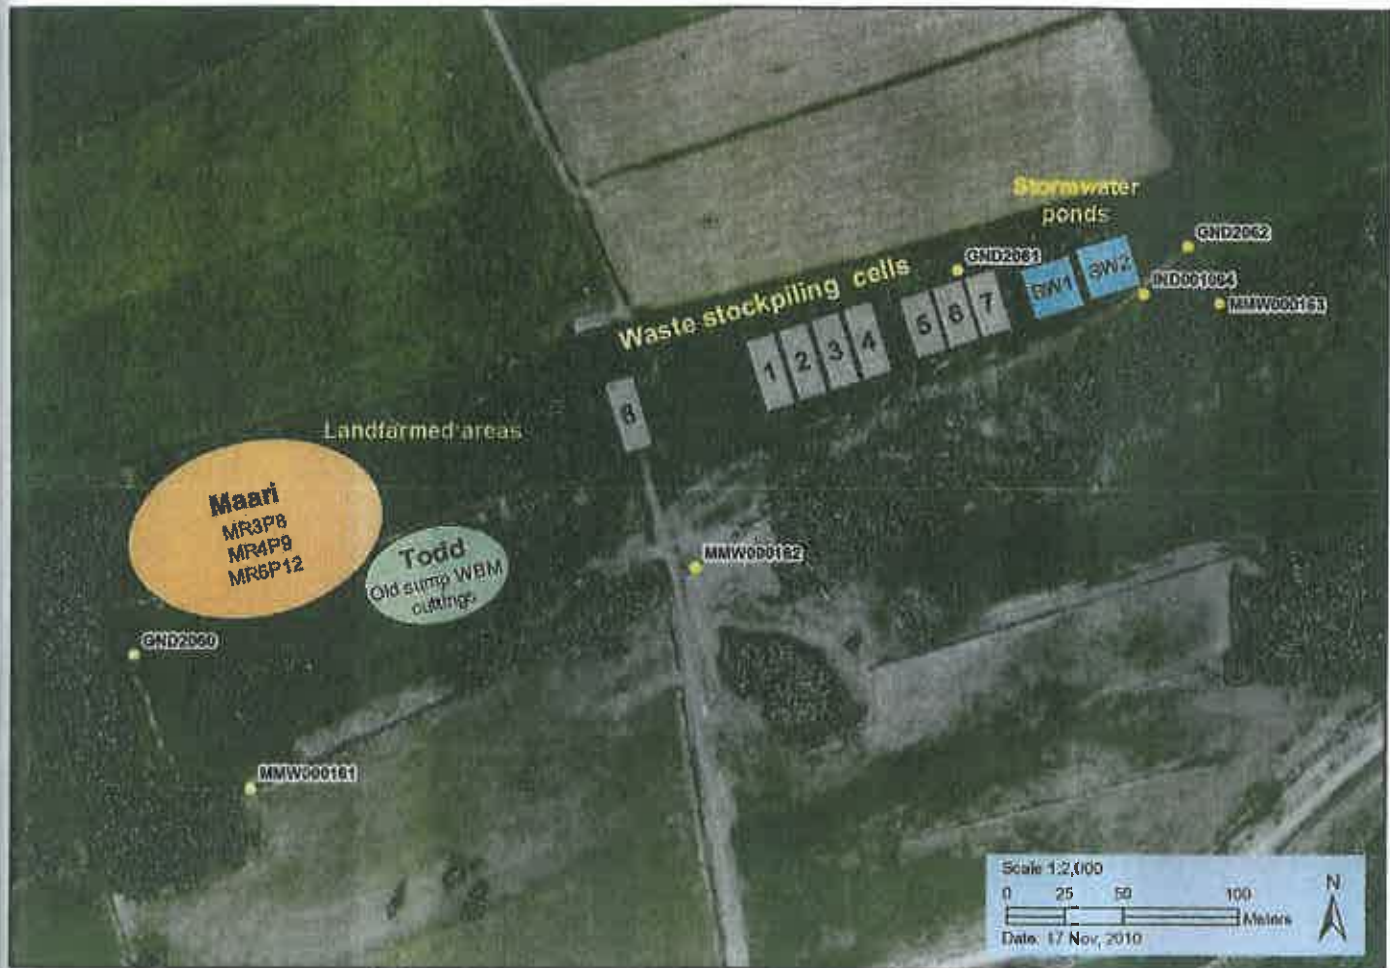 Stormwater
ponds
GND2062
GND2061
SW1
SW2
IND001064
MMW000163
Waste stockpiling cells
1
2
3
4
5
6
7
8
Landfarmed areas
Maari
MR3P8
MR4P9
MR6P12
Todd
Old sump WBM
cuttings
MMW000162
GND2060
MMW000161
Scale 1:2,000
0 25 50 100
Meters
N
Date: 17 Nov, 2010